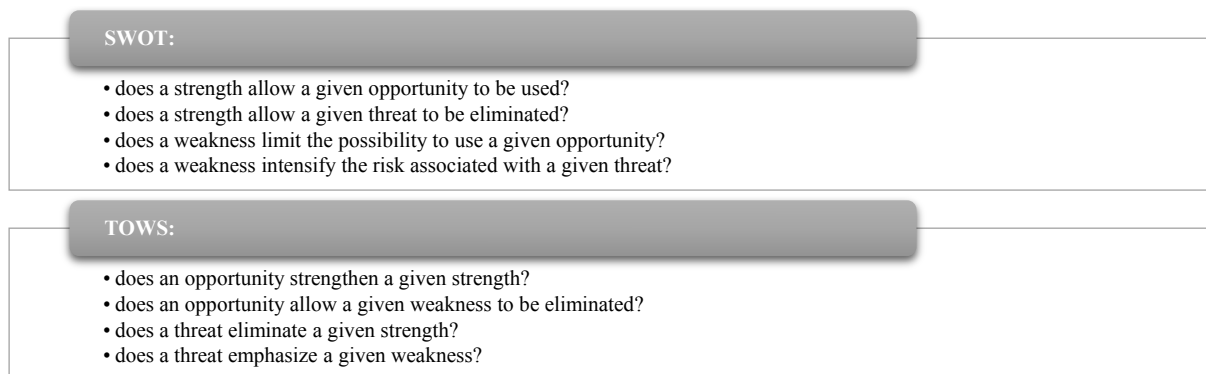 SWOT:
• does a strength allow a given opportunity to be used?
• does a strength allow a given threat to be eliminated?
• does a weakness limit the possibility to use a given opportunity?
• does a weakness intensify the risk associated with a given threat?
TOWS:
• does an opportunity strengthen a given strength?
• does an opportunity allow a given weakness to be eliminated?
• does a threat eliminate a given strength?
• does a threat emphasize a given weakness?